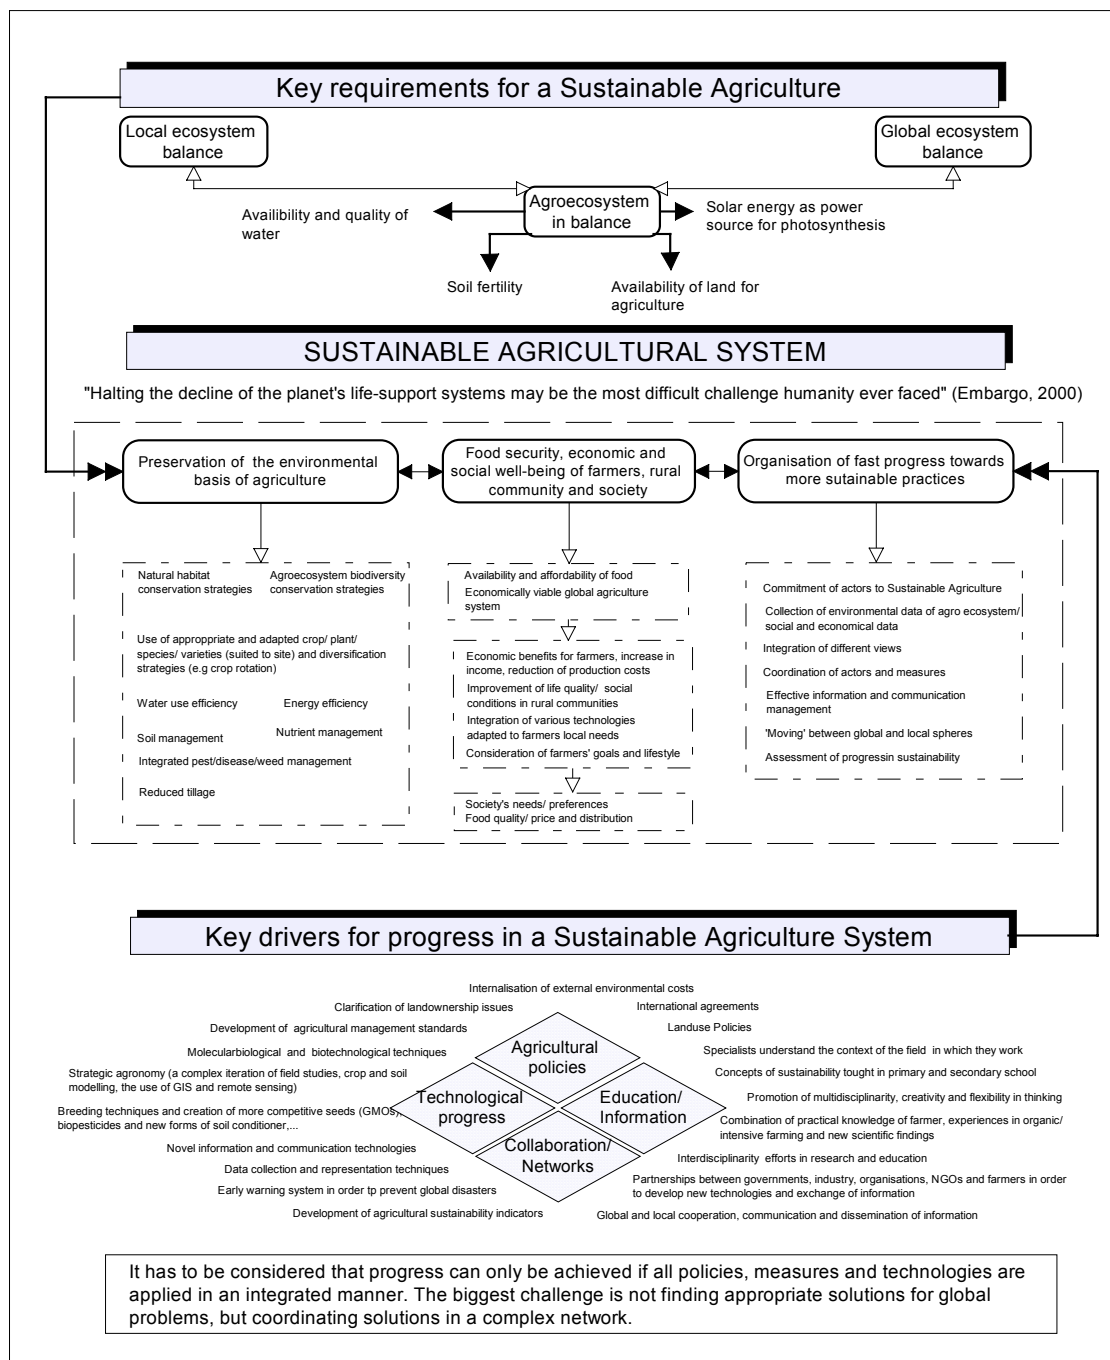 Key requirements for a Sustainable Agriculture
Local ecosystem
balance
Global ecosystem
balance
Agroecosystem
in balance
Availibility and quality of
water
Solar energy as power
source for photosynthesis
Soil fertility
Availability of land for
agriculture
SUSTAINABLE AGRICULTURAL SYSTEM
"Halting the decline of the planet's life-support systems may be the most difficult challenge humanity ever faced" (Embargo, 2000)
Preservation of the environmental
basis of agriculture
Food security, economic and
social well-being of farmers, rural
community and society
Organisation of fast progress towards
more sutainable practices
Natural habitat
conservation strategies
Agroecosystem biodiversity
conservation strategies
Use of approppriate and adapted crop/ plant/
species/ varieties (suited to site) and diversification
strategies (e.g crop rotation)
Water use efficiency
Energy efficiency
Soil management
Nutrient management
Integrated pest/disease/weed management
Reduced tillage
Availability and affordability of food
Economically viable global agriculture
system
Economic benefits for farmers, increase in
income, reduction of production costs
Improvement of life quality/ social
conditions in rural communities
Integration of various technologies
adapted to farmers local needs
Consideration of farmers' goals and lifestyle
Society's needs/ preferences
Food quality/ price and distribution
Commitment of actors to Sustainable Agriculture
Collection of environmental data of agro ecosystem/
social and economical data
Integration of different views
Coordination of actors and measures
Effective information and communication
management
'Moving' between global and local spheres
Assessment of progressin sustainability
Key drivers for progress in a Sustainable Agriculture System
Internalisation of external environmental costs
Clarification of landownership issues
International agreements
Development of agricultural management standards
Landuse Policies
Molecularbiological and biotechnological techniques
Strategic agronomy (a complex iteration of field studies, crop and soil
modelling, the use of GIS and remote sensing)
Breeding techniques and creation of more competitive seeds (GMOs),
biopesticides and new forms of soil conditioner,...
Novel information and communication technologies
Data collection and representation techniques
Early warning system in order tp prevent global disasters
Development of agricultural sustainability indicators
Agricultural
policies
Technological
progress
Education/
Information
Collaboration/
Networks
Specialists understand the context of the field in which they work
Concepts of sustainability tought in primary and secondary school
Promotion of multidisciplinarity, creativity and flexibility in thinking
Combination of practical knowledge of farmer, experiences in organic/
intensive farming and new scientific findings
Interdisciplinarity efforts in research and education
Partnerships between governments, industry, organisations, NGOs and farmers in order
to develop new technologies and exchange of information
Global and local cooperation, communication and dissemination of information
It has to be considered that progress can only be achieved if all policies, measures and technologies are
applied in an integrated manner. The biggest challenge is not finding appropriate solutions for global
problems, but coordinating solutions in a complex network.